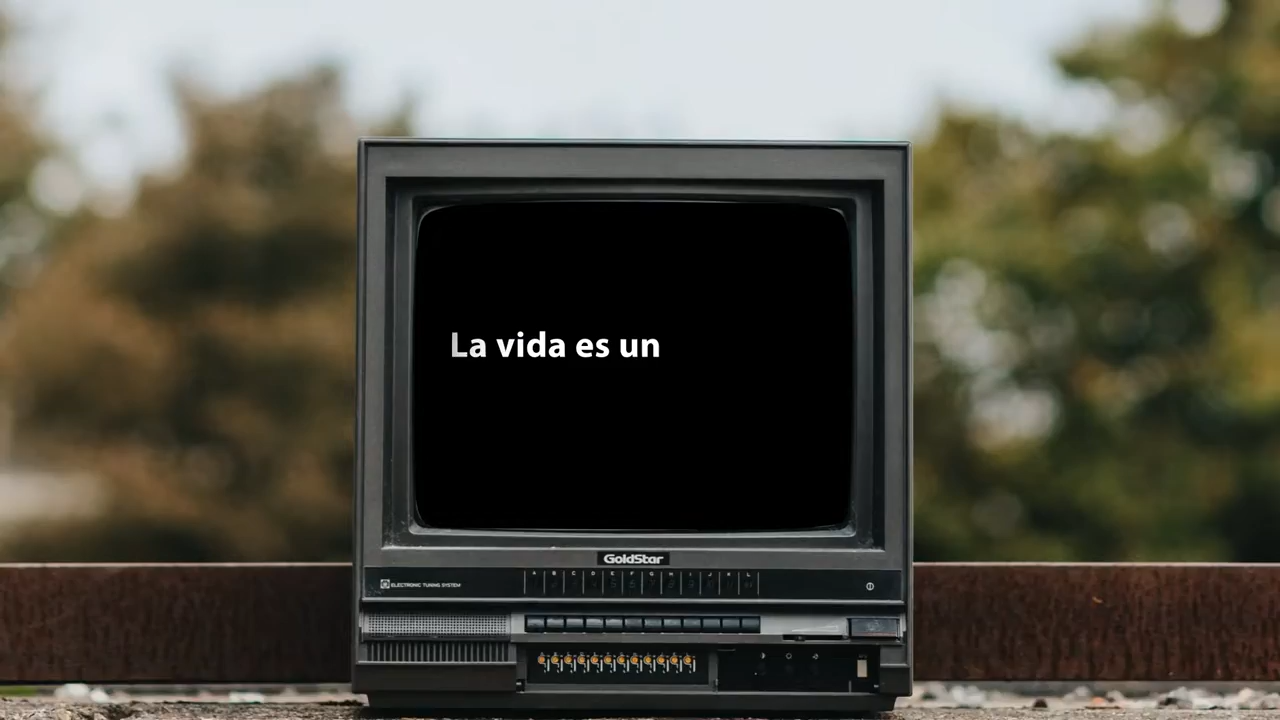 La vida es un
GoldStar
ELECTRONIC TUNING SYSTEM
A B C D E F G H I J K L